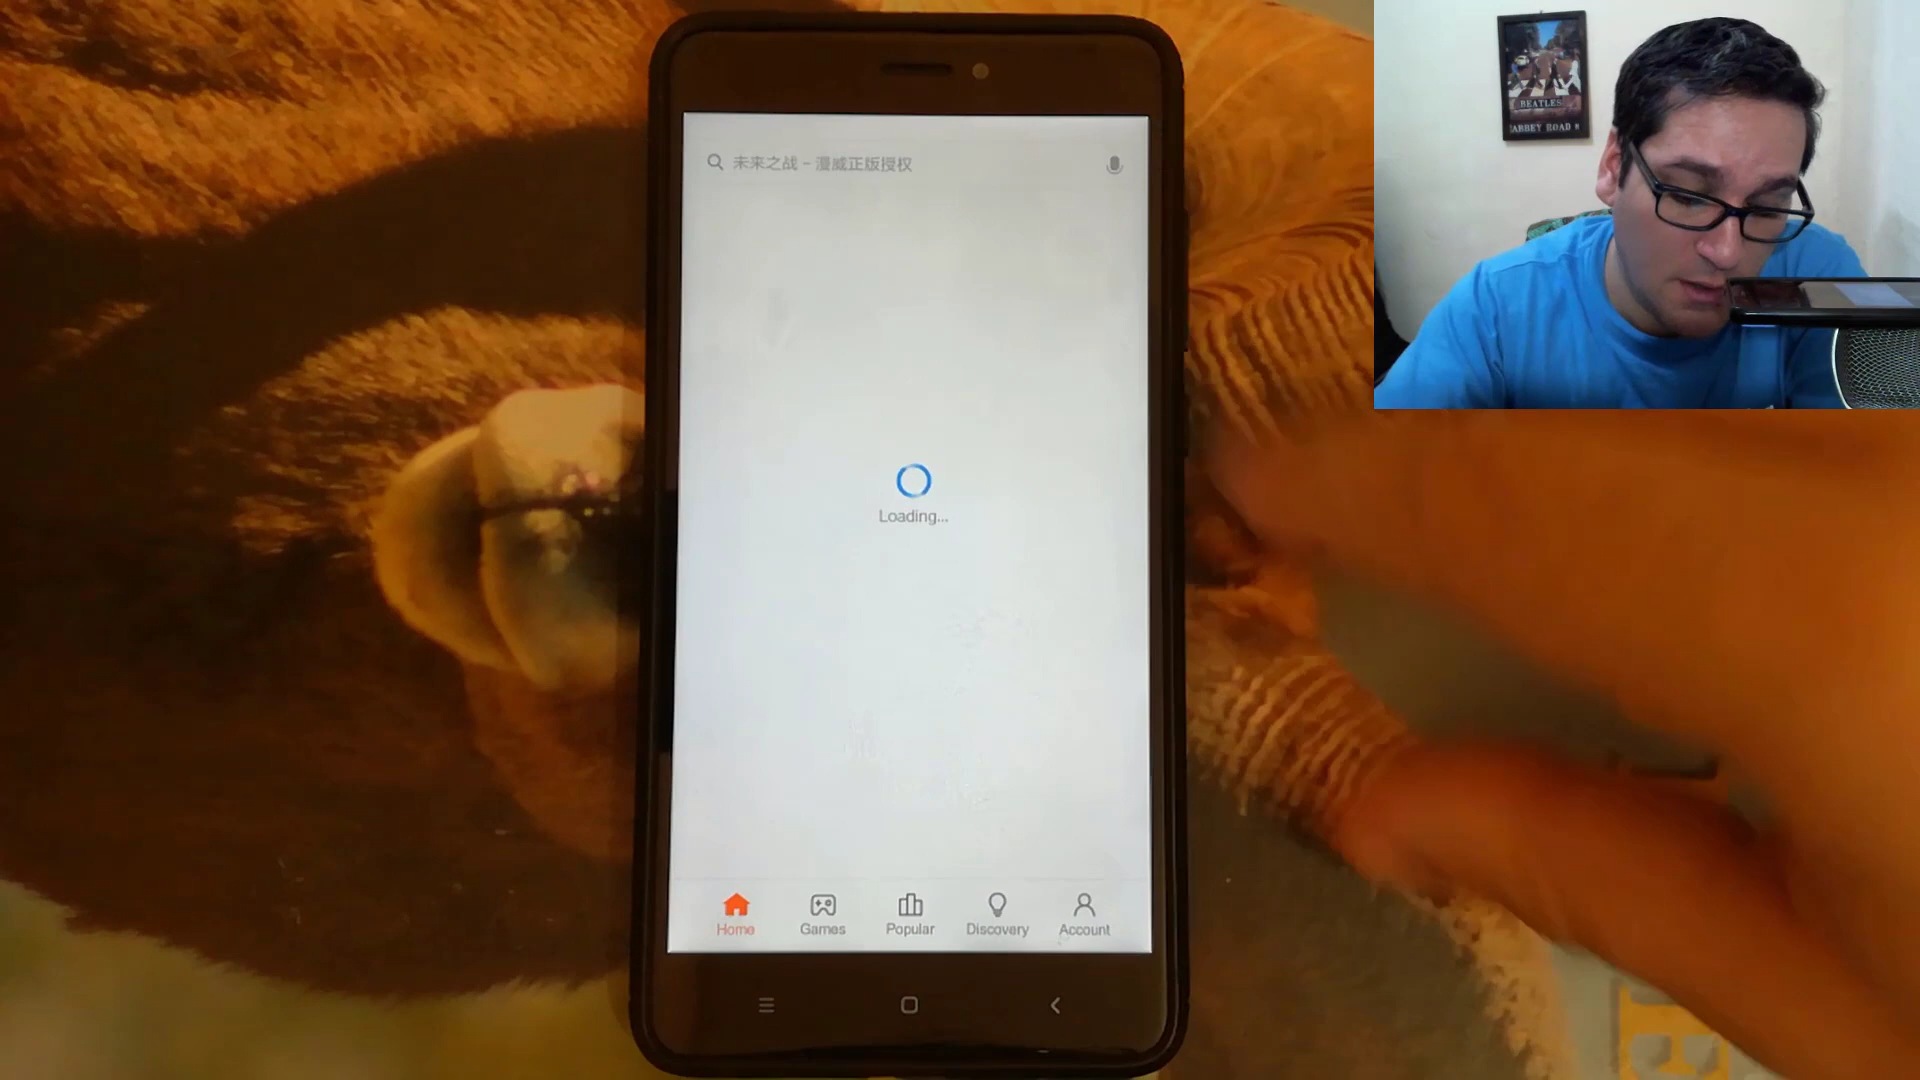 未来之战 – 漫威正版授权
Loading...
Home
Games
Popular
Discovery
Account
BEATLES
ABBEY ROAD